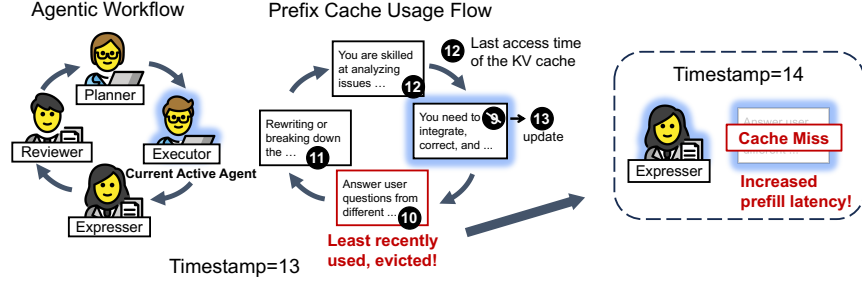 Agentic Workflow
Planner
Reviewer
Executor
Current Active Agent
Expresser
Prefix Cache Usage Flow
You are skilled
at analyzing
issues ...
12
12
Last access time
of the KV cache
You need to
integrate,
correct, and ...
9
13
update
Rewriting or
breaking down
the ...
11
Answer user
questions from
different ...
10
Least recently
used, evicted!
Timestamp=13
Timestamp=14
Expresser
Answer user
Cache Miss
Increased
prefill latency!